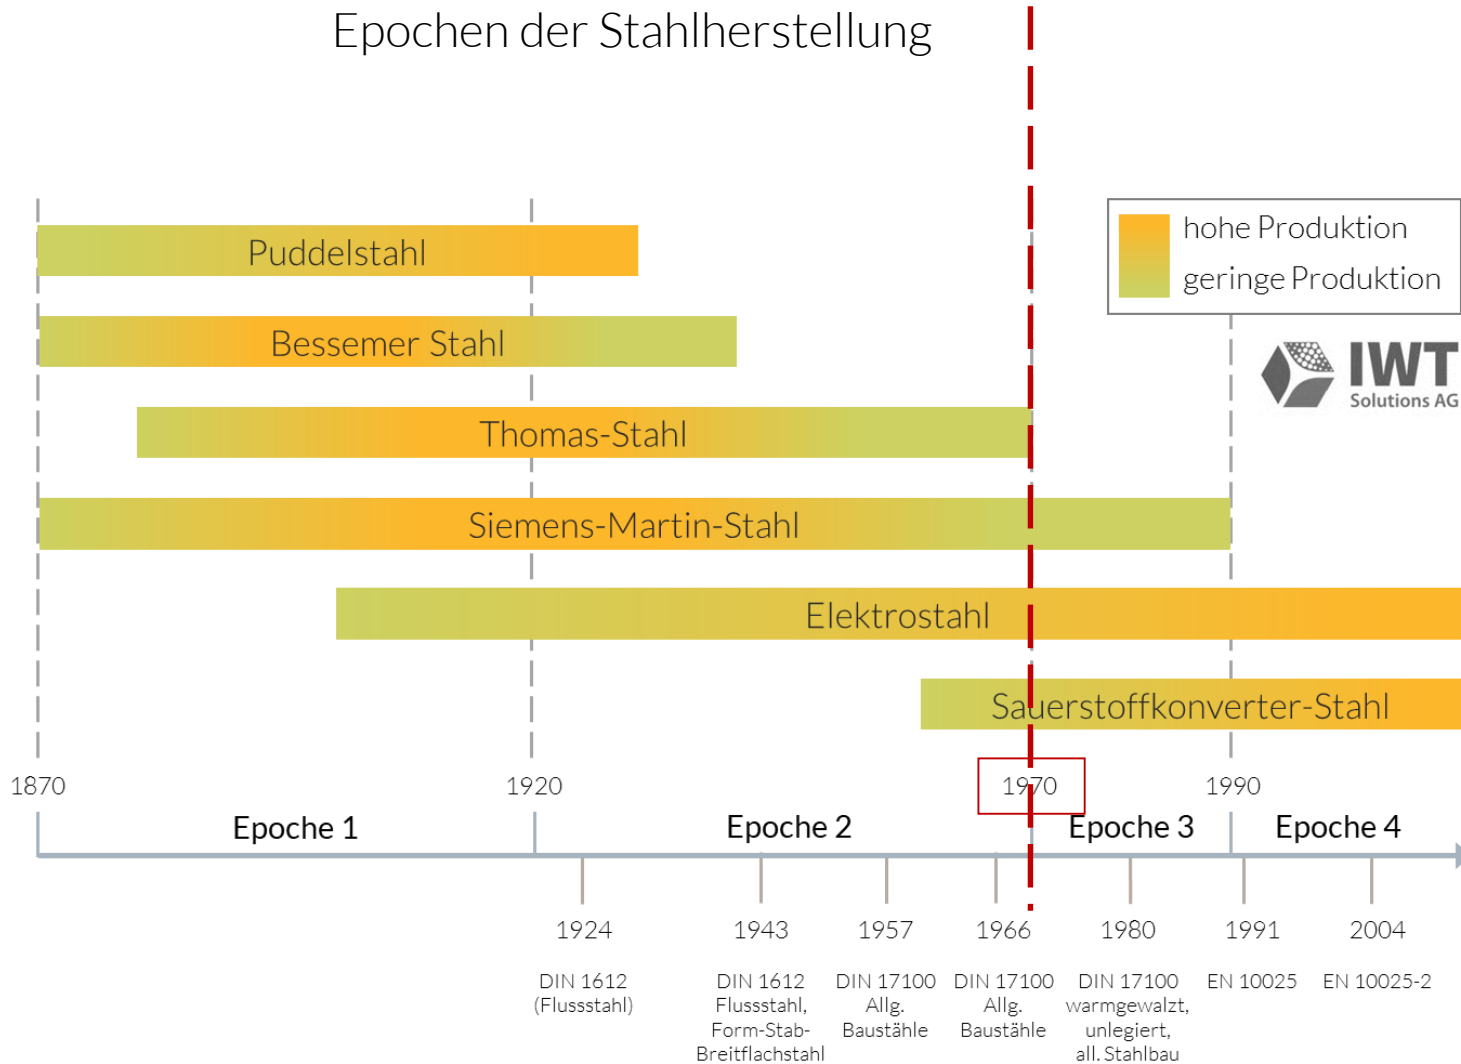 Epochen der Stahlherstellung
hohe Produktion
geringe Produktion
IWT
Solutions AG
Puddelstahl
Bessemer Stahl
Thomas-Stahl
Siemens-Martin-Stahl
Elektrostahl
Sauerstoffkonverter-Stahl
1870
1920
1970
1990
Epoche 1
Epoche 2
Epoche 3
Epoche 4
1924
DIN 1612
(Flussstahl)
1943
DIN 1612
Flussstahl,
Form-Stab-
Breitflachstahl
1957
DIN 17100
Allg.
Baustähle
1966
DIN 17100
Allg.
Baustähle
1980
DIN 17100
warmgewalzt,
unlegiert,
all. Stahlbau
1991
EN 10025
2004
EN 10025-2